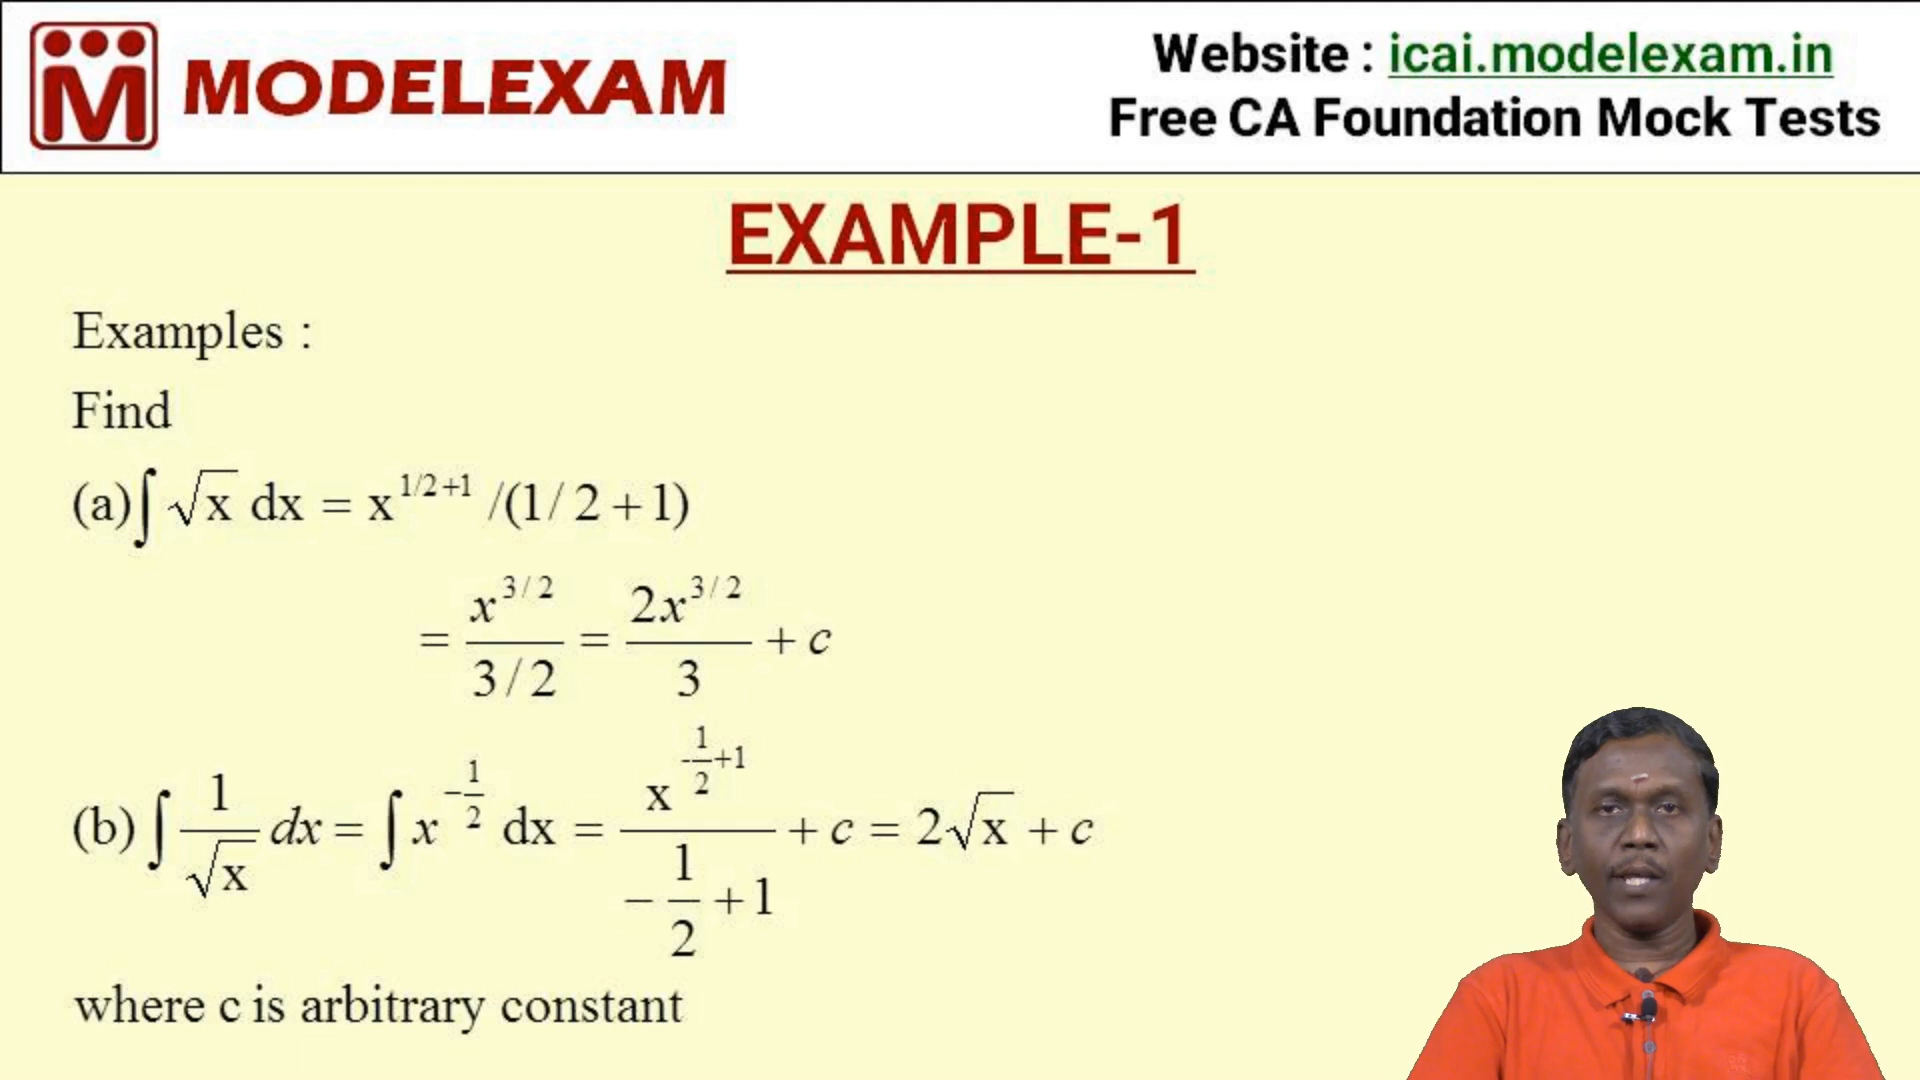 MODELEXAM
Website : icai.modelexam.in
Free CA Foundation Mock Tests
EXAMPLE-1
Examples :
Find
(a)∫ √x dx = x^(1/2+1) /(1/2+1)
= x^(3/2) / (3/2) = 2x^(3/2) / 3 + c
(b) ∫ 1/√x dx = ∫ x^(-1/2) dx = x^(-1/2+1) / (-1/2+1) + c = 2√x + c
where c is arbitrary constant